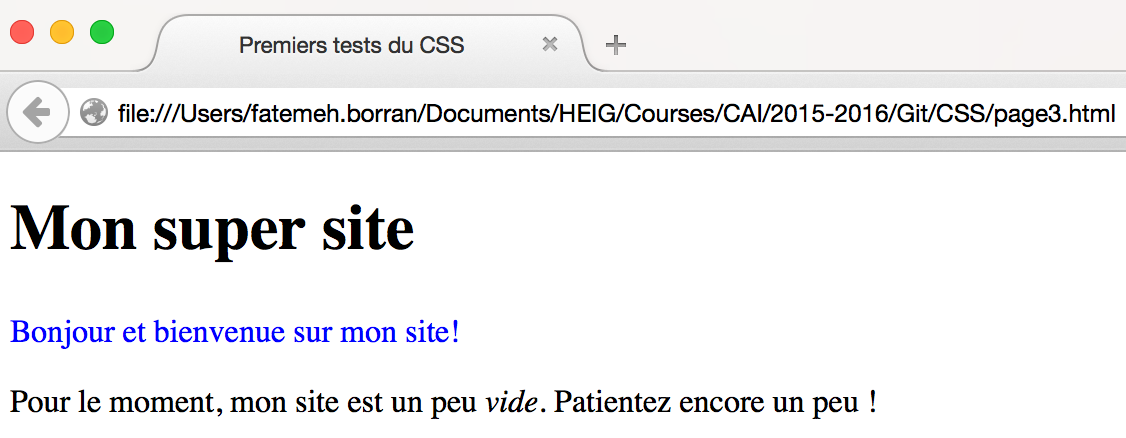 Premiers tests du CSS
file:///Users/fatemeh.borran/Documents/HEIG/Courses/CAI/2015-2016/Git/CSS/page3.html
Mon super site
Bonjour et bienvenue sur mon site!
Pour le moment, mon site est un peu vide. Patientez encore un peu !